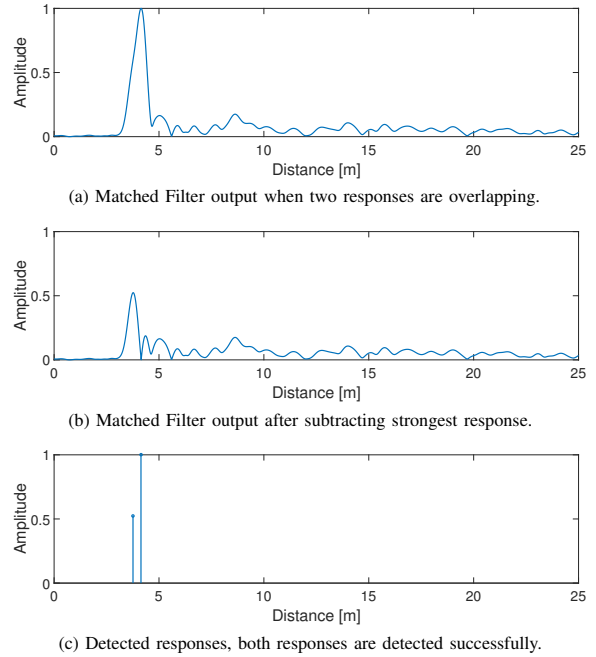 1
0.5
0
Amplitude
0 5 10 15 20 25
Distance [m]
(a) Matched Filter output when two responses are overlapping.
1
0.5
0
Amplitude
0 5 10 15 20 25
Distance [m]
(b) Matched Filter output after subtracting strongest response.
1
0.5
0
Amplitude
0 5 10 15 20 25
Distance [m]
(c) Detected responses, both responses are detected successfully.